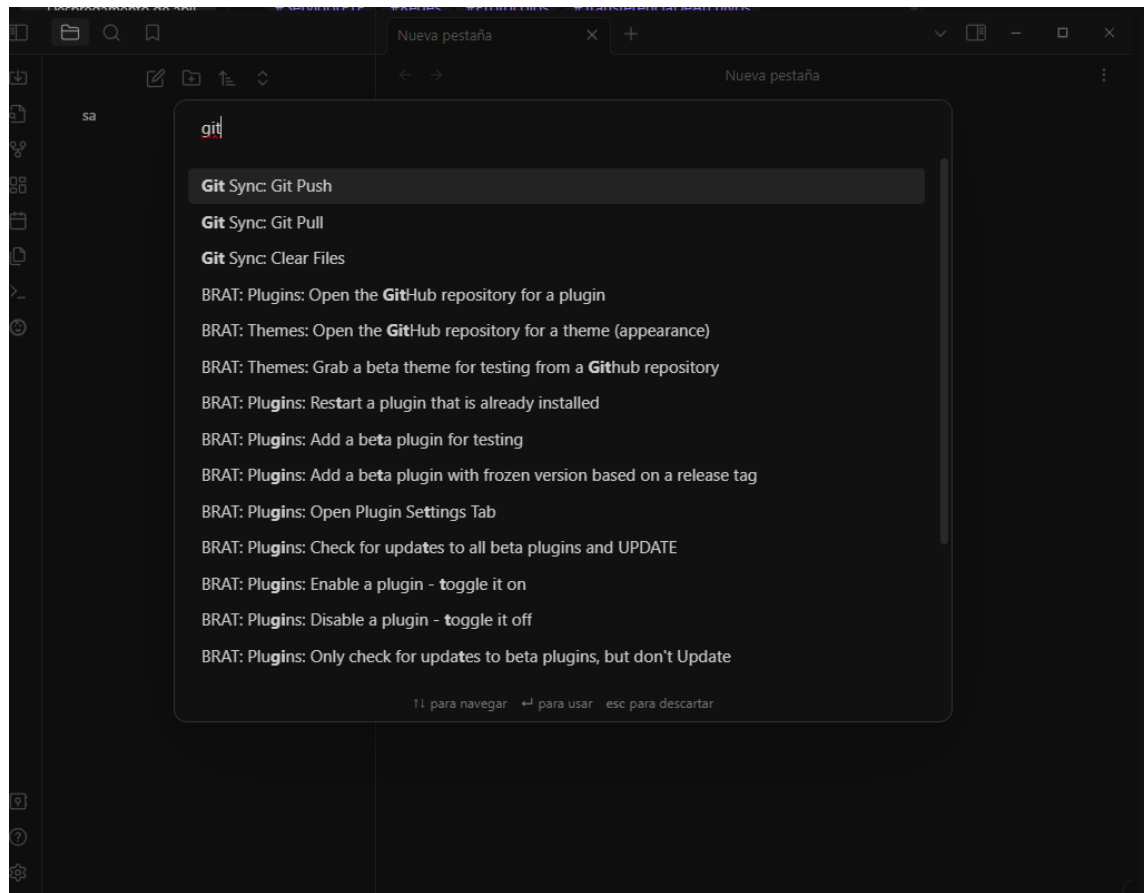 #Redes
Nueva pestaña
Nueva pestaña
sa
git
Git Sync: Git Push
Git Sync: Git Pull
Git Sync: Clear Files
BRAT: Plugins: Open the GitHub repository for a plugin
BRAT: Themes: Open the GitHub repository for a theme (appearance)
BRAT: Themes: Grab a beta theme for testing from a Github repository
BRAT: Plugins: Restart a plugin that is already installed
BRAT: Plugins: Add a beta plugin for testing
BRAT: Plugins: Add a beta plugin with frozen version based on a release tag
BRAT: Plugins: Open Plugin Settings Tab
BRAT: Plugins: Check for updates to all beta plugins and UPDATE
BRAT: Plugins: Enable a plugin - toggle it on
BRAT: Plugins: Disable a plugin - toggle it off
BRAT: Plugins: Only check for updates to beta plugins, but don't Update
↑↓ para navegar ↵ para usar esc para descartar